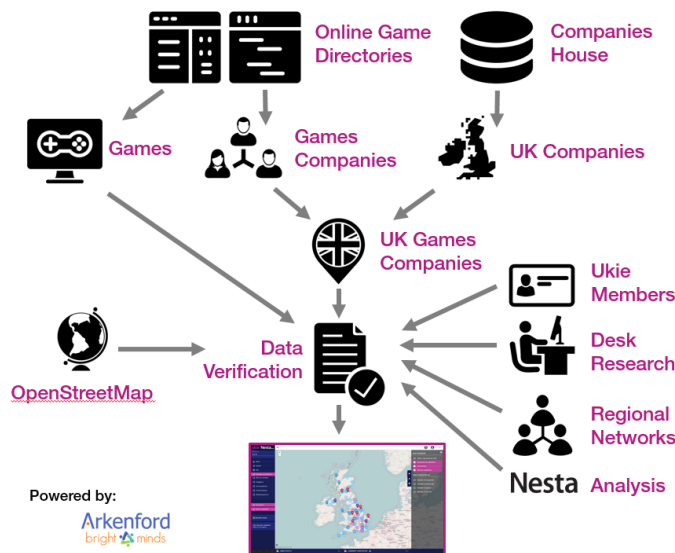 Online Game
Directories
Companies
House
Games
Games
Companies
UK Companies
UK Games
Companies
Ukie
Members
Data
Verification
Desk
Research
OpenStreetMap
Regional
Networks
Nesta Analysis
Powered by:
Arkenford
bright minds
Nesta